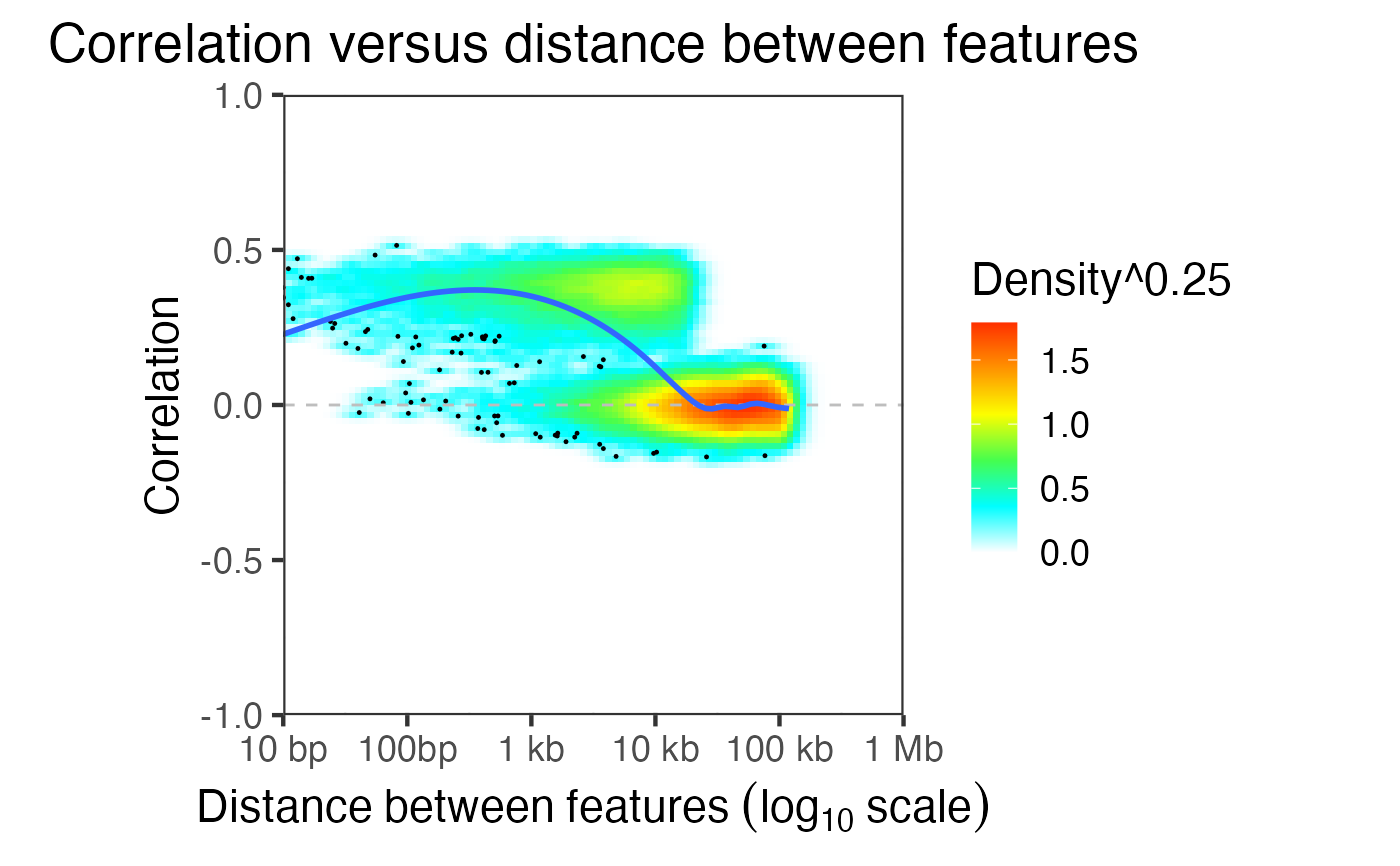 Correlation versus distance between features
1.0
0.5
0.0
-0.5
-1.0
Correlation
10 bp
100bp
1 kb
10 kb
100 kb
1 Mb
Distance between features (log10 scale)
Density^0.25
1.5
1.0
0.5
0.0